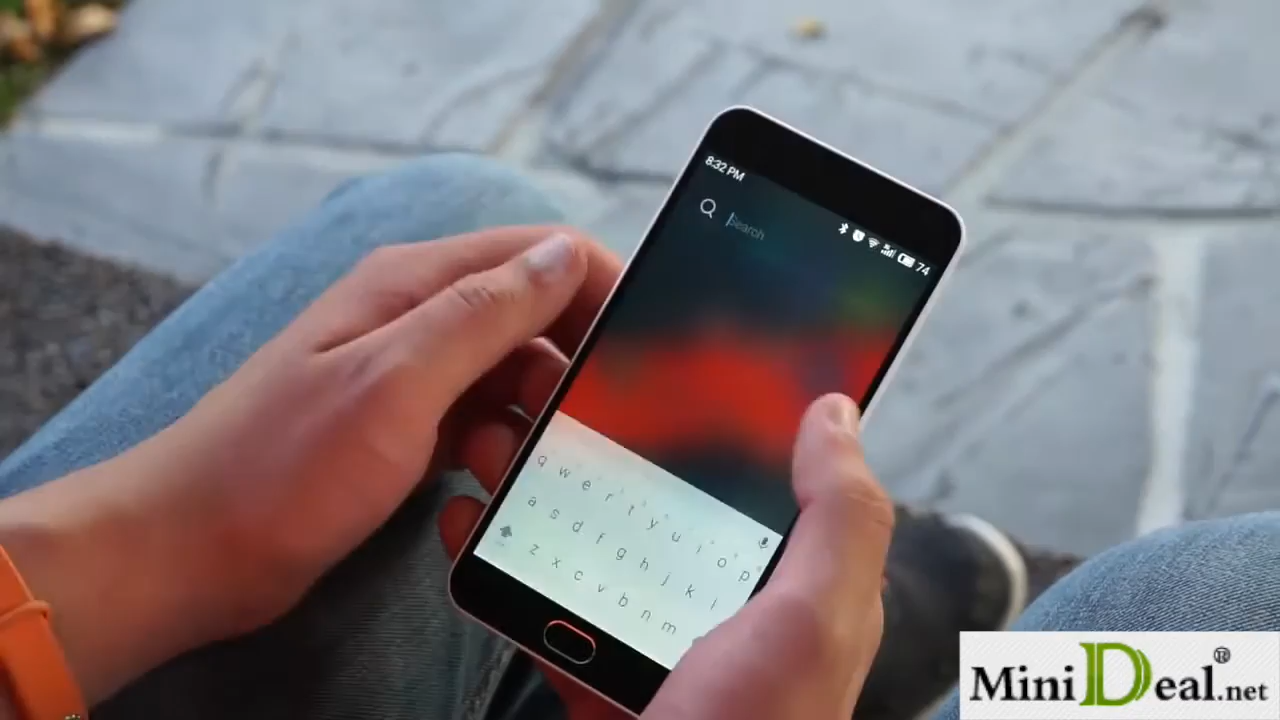 8:32 PM
74
Search
q w e r t y u i o p
a s d f g h j k l
z x c v b n m
MiniDeal.net®